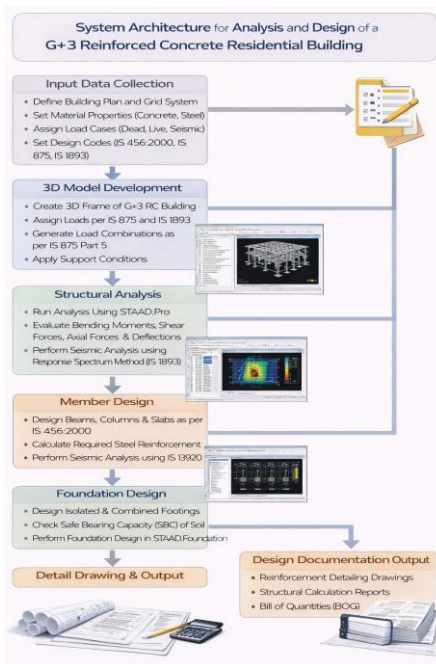 System Architecture for Analysis and Design of a
G+3 Reinforced Concrete Residential Building
Input Data Collection
• Define Building Plan and Grid System
• Set Material Properties (Concrete, Steel)
• Assign Load Cases (Dead, Live, Seismic)
• Set Design Codes (IS 456:2000, IS
875, IS 1893)
3D Model Development
• Create 3D Frame of G+3 RC Building
• Assign Loads per IS 875 and IS 1893
• Generate Load Combinations as
per IS 875 Part 5
• Apply Support Conditions
Structural Analysis
• Run Analysis Using STAAD.Pro
• Evaluate Bending Moments, Shear
Forces, Axial Forces & Deflections
• Perform Seismic Analysis using
Response Spectrum Method (IS 1893)
Member Design
• Design Beams, Columns & Slabs as per
IS 456:2000
• Calculate Required Steel Reinforcement
• Perform Seismic Analysis using IS 13920
Foundation Design
• Design Isolated & Combined Footings
• Check Safe Bearing Capacity (SBC) of Soil
• Perform Foundation Design in STAAD.Foundation
Detail Drawing & Output
Design Documentation Output
• Reinforcement Detailing Drawings
• Structural Calculation Reports
• Bill of Quantities (BOG)